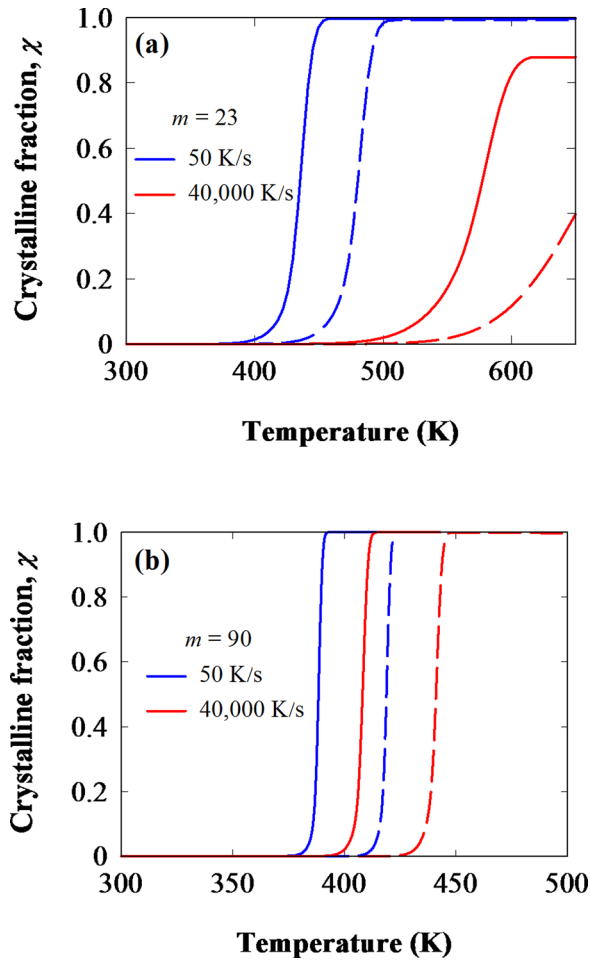 (a)
1.0
0.8
0.6
0.4
0.2
0
Crystalline fraction, χ
m = 23
50 K/s
40,000 K/s
300 400 500 600
Temperature (K)
(b)
1.0
0.8
0.6
0.4
0.2
0
Crystalline fraction, χ
m = 90
50 K/s
40,000 K/s
300 350 400 450 500
Temperature (K)